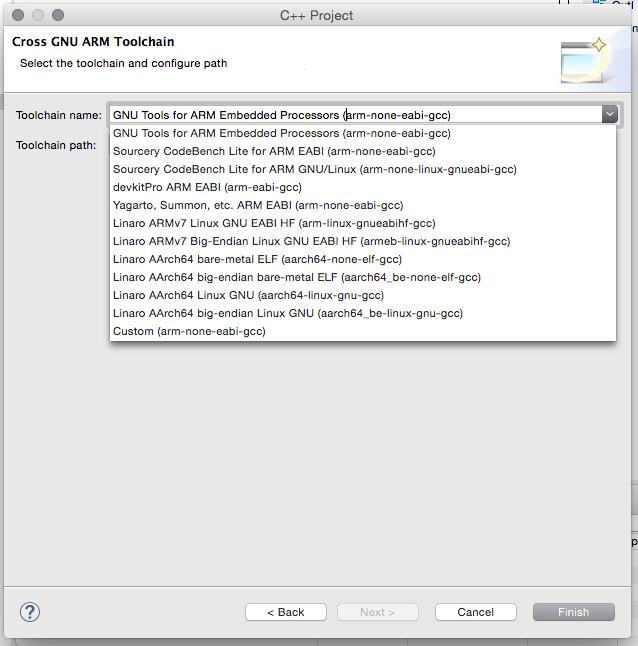 C++ Project
Cross GNU ARM Toolchain
Select the toolchain and configure path
Toolchain name: GNU Tools for ARM Embedded Processors (arm-none-eabi-gcc)
GNU Tools for ARM Embedded Processors (arm-none-eabi-gcc)
Toolchain path:
Sourcery CodeBench Lite for ARM EABI (arm-none-eabi-gcc)
Sourcery CodeBench Lite for ARM GNU/Linux (arm-none-linux-gnueabi-gcc)
devkitPro ARM EABI (arm-eabi-gcc)
Yagarto, Summon, etc. ARM EABI (arm-none-eabi-gcc)
Linaro ARMv7 Linux GNU EABI HF (arm-linux-gnueabihf-gcc)
Linaro ARMv7 Big-Endian Linux GNU EABI HF (armeb-linux-gnueabihf-gcc)
Linaro AArch64 bare-metal ELF (aarch64-none-elf-gcc)
Linaro AArch64 big-endian bare-metal ELF (aarch64_be-none-elf-gcc)
Linaro AArch64 Linux GNU (aarch64-linux-gnu-gcc)
Linaro AArch64 big-endian Linux GNU (aarch64_be-linux-gnu-gcc)
Custom (arm-none-eabi-gcc)
? < Back Next > Cancel Finish